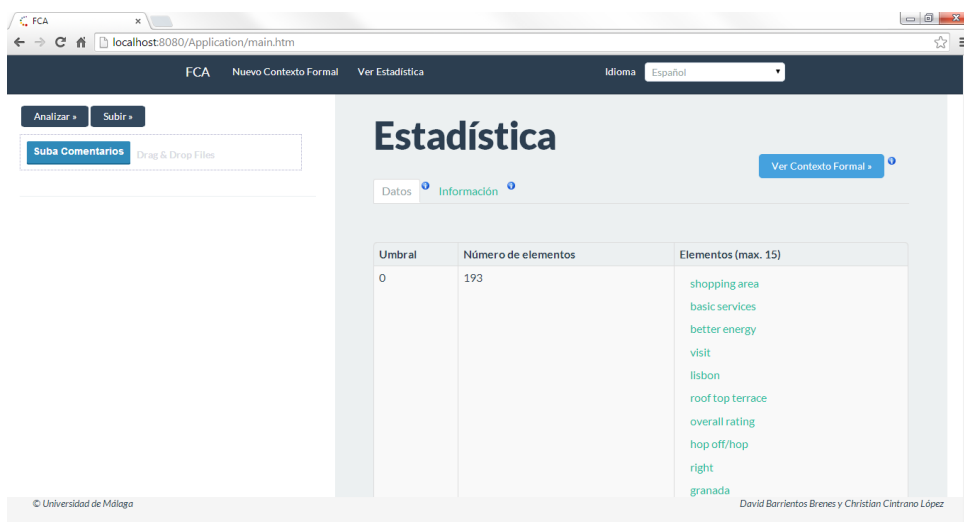 FCA
localhost:8080/Application/main.htm
FCA Nuevo Contexto Formal Ver Estadística Idioma Español
Analizar » Subir »
Suba Comentarios Drag & Drop Files
Estadística
Ver Contexto Formal »
Datos Información
Umbral Número de elementos Elementos (max. 15)
0 193 shopping area
basic services
better energy
visit
lisbon
roof top terrace
overall rating
hop off/hop
right
granada
© Universidad de Málaga David Barrientos Brenes y Christian Cintrano López